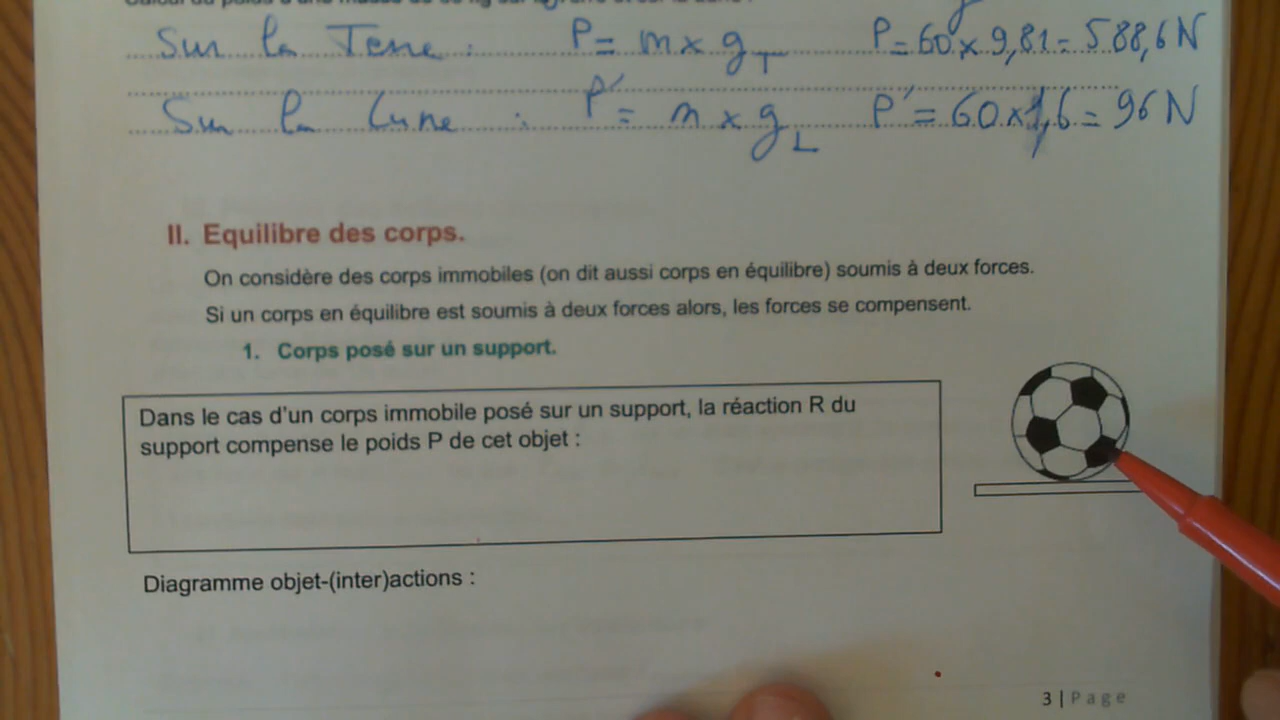 Sur la Terre : P = m x g T P = 60 x 9,81 = 588,6 N
Sur la Lune : P' = m x g L P' = 60 x 1,6 = 96 N
II. Equilibre des corps.
On considère des corps immobiles (on dit aussi corps en équilibre) soumis à deux forces.
Si un corps en équilibre est soumis à deux forces alors, les forces se compensent.
1. Corps posé sur un support.
Dans le cas d'un corps immobile posé sur un support, la réaction R du
support compense le poids P de cet objet :
Diagramme objet-(inter)actions :
3 | Page